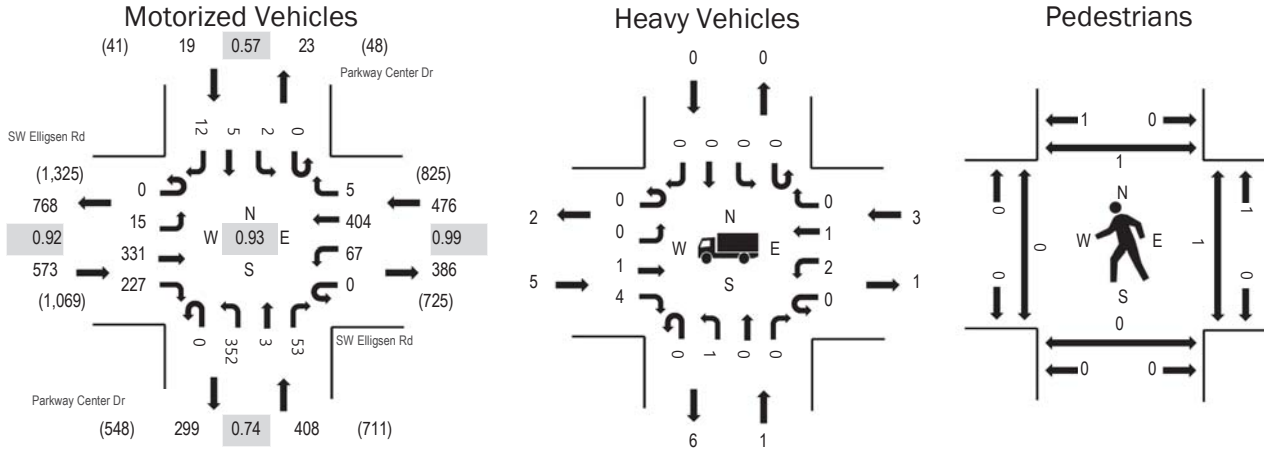 Motorized Vehicles
(41) 19 0.57 23 (48)
Parkway Center Dr
SW Elligsen Rd
12 5 2 0
(1,325) 0 5 (825)
768 15 N 404 476
0.92 W 0.93 E 0.99
573 331 S 67 386
(1,069) 227 0 (725)
0 352 3 53
SW Elligsen Rd
Parkway Center Dr
(548) 299 0.74 408 (711)
Heavy Vehicles
0 0
0 0 0 0
0 0
2 0 N 1 3
W E
5 1 S 2 1
4 0
0 1 0 0
6 1
Pedestrians
1 0
1
0 N 1
0 W E 1
0 S 0
0
0 0